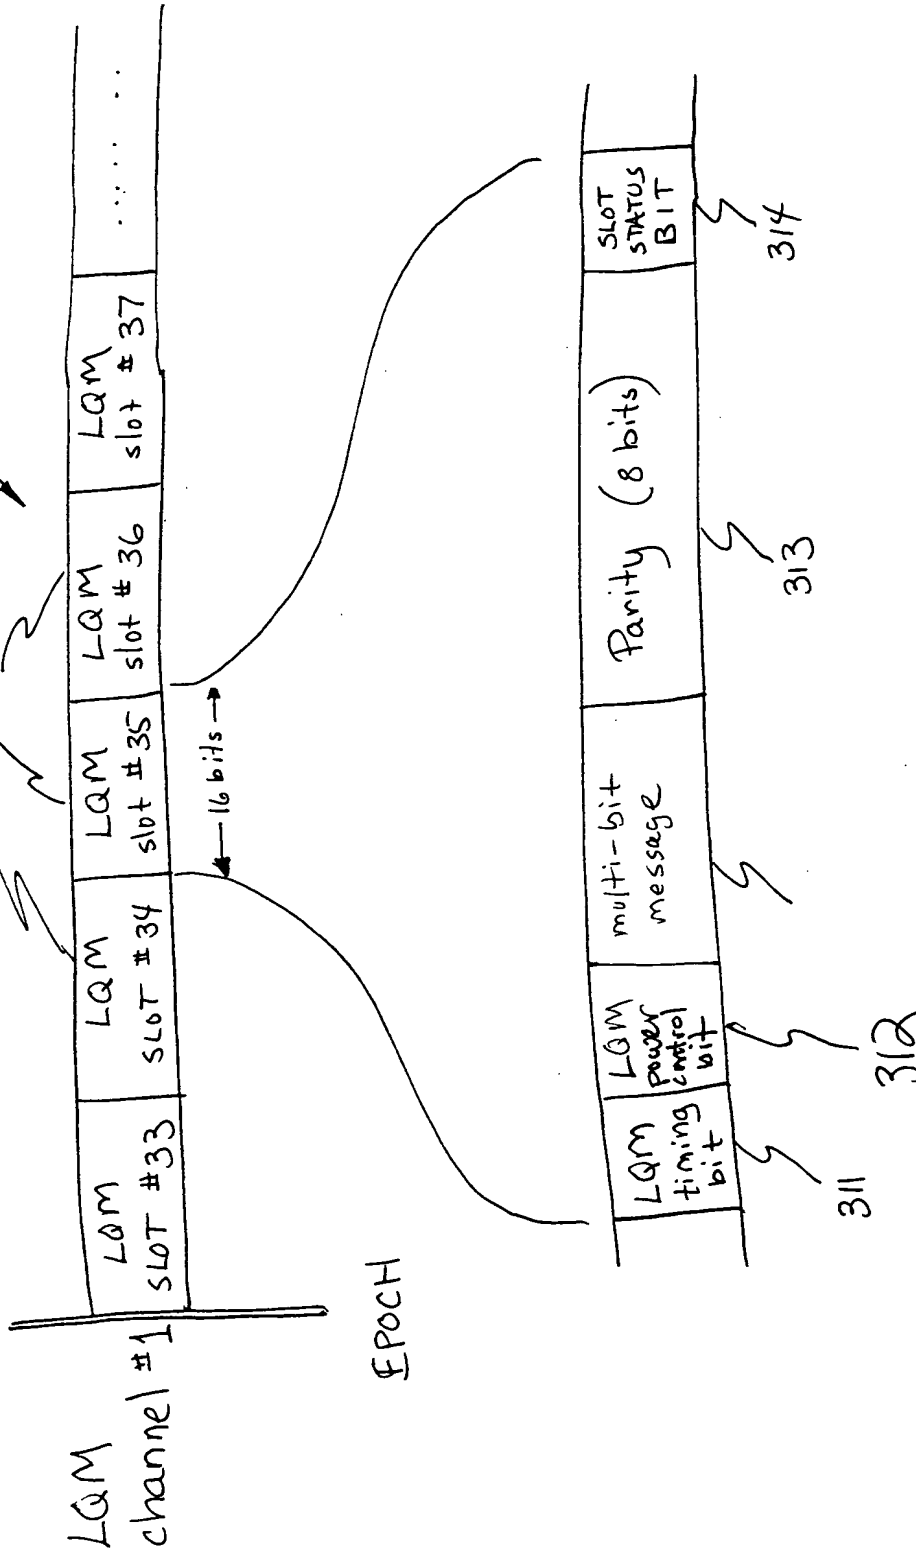 LQM
channel #1
EPOCH
LQM
SLOT #33
LQM
SLOT #34
LQM
slot #35
LQM
slot #36
LQM
slot #37
......
16 bits
LQM
timing
bit
LQM
power
control
bit
multi-bit
message
Parity (8 bits)
SLOT
STATUS
BIT
311
312
313
314